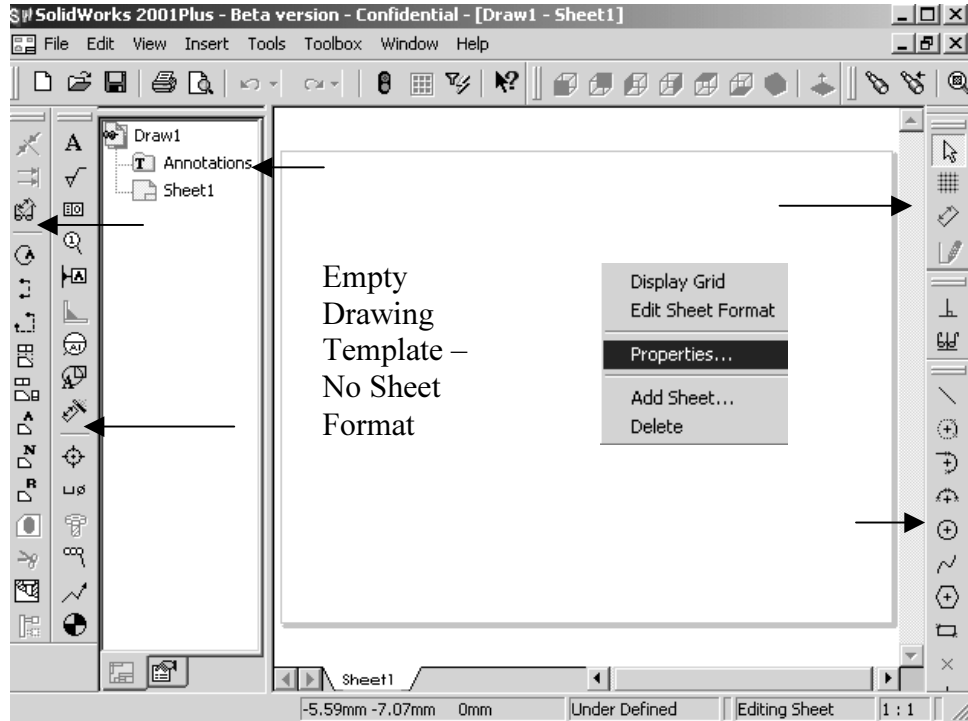 SolidWorks 2001Plus - Beta version - Confidential - [Draw1 - Sheet1]
File Edit View Insert Tools Toolbox Window Help
Draw1
Annotations
Sheet1
Empty
Drawing
Template –
No Sheet
Format
Display Grid
Edit Sheet Format
Properties...
Add Sheet...
Delete
Sheet1
-5.59mm -7.07mm 0mm Under Defined Editing Sheet 1 : 1